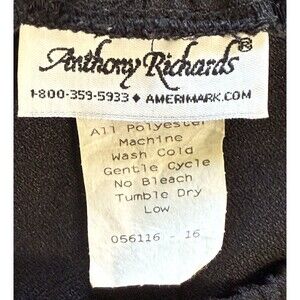 Anthony Richards®
1-800-359-5933 ♦ AMERIMARK.COM
All Polyester
Machine
Wash Cold
Gentle Cycle
No Bleach
Tumble Dry
Low
056116 - 16